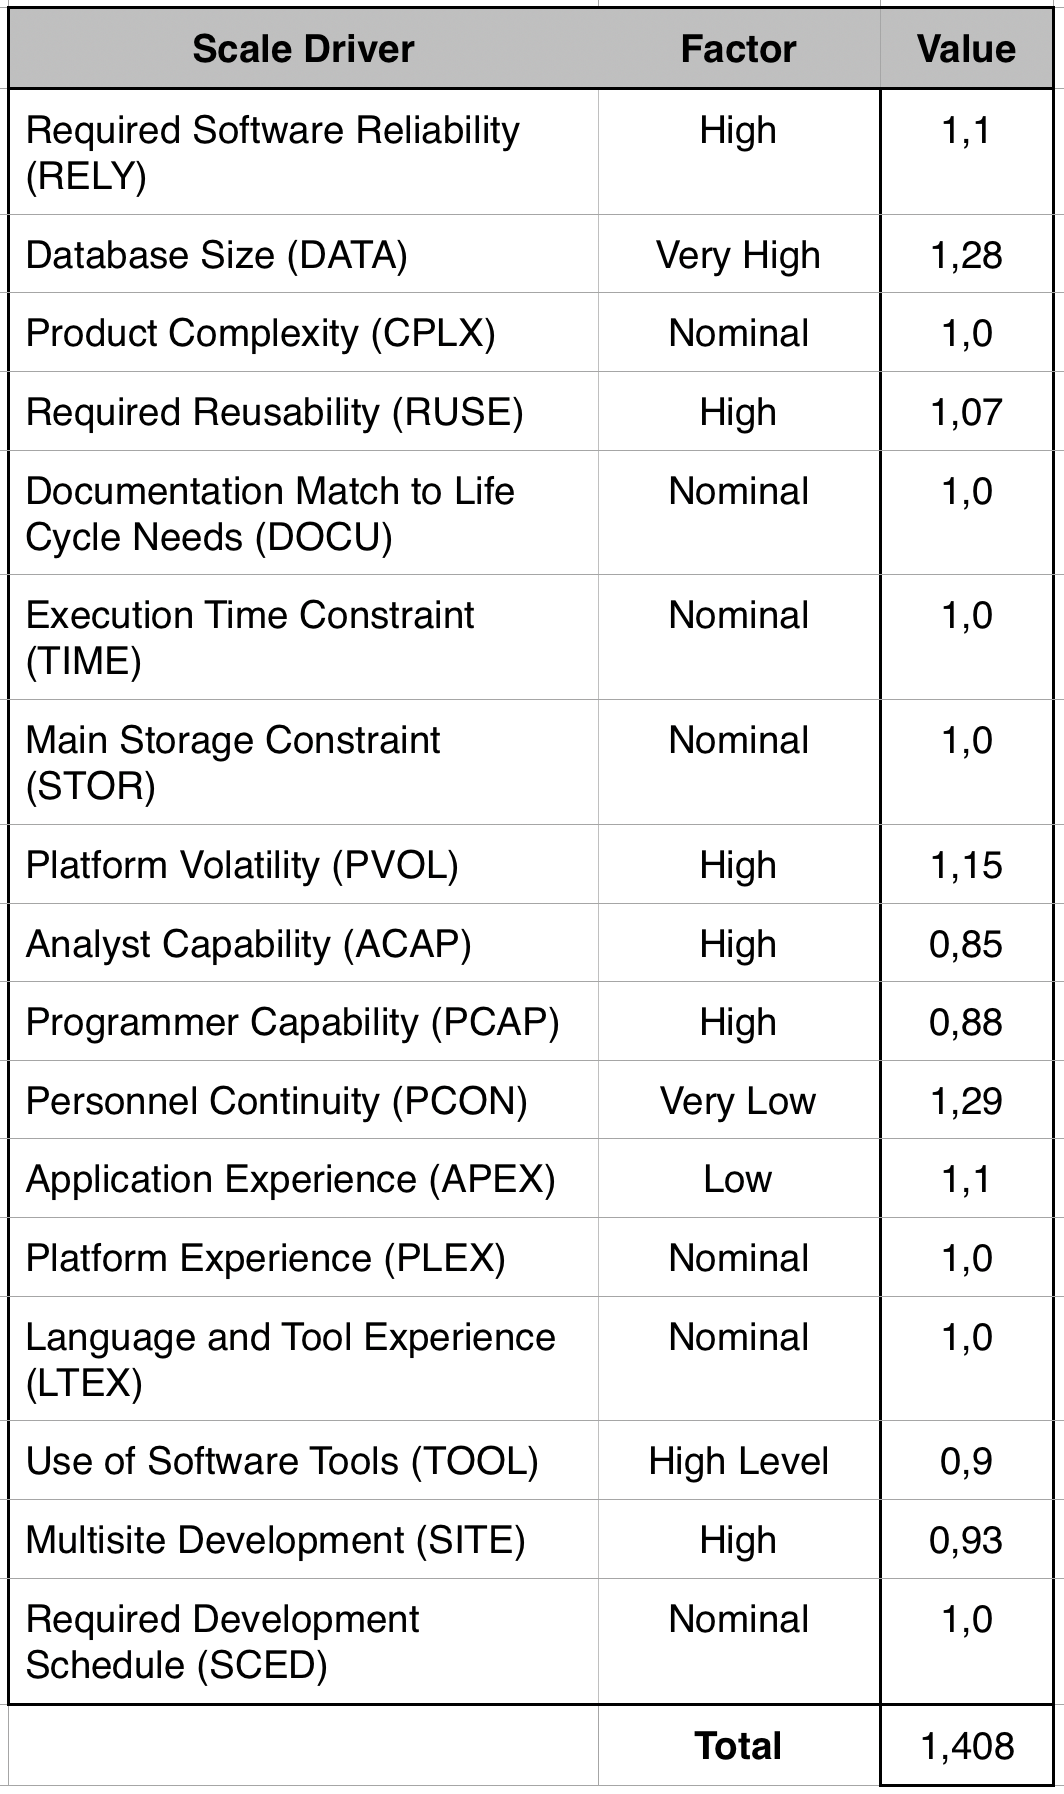 Scale Driver Factor Value
Required Software Reliability High 1,1
(RELY)
Database Size (DATA) Very High 1,28
Product Complexity (CPLX) Nominal 1,0
Required Reusability (RUSE) High 1,07
Documentation Match to Life Nominal 1,0
Cycle Needs (DOCU)
Execution Time Constraint Nominal 1,0
(TIME)
Main Storage Constraint Nominal 1,0
(STOR)
Platform Volatility (PVOL) High 1,15
Analyst Capability (ACAP) High 0,85
Programmer Capability (PCAP) High 0,88
Personnel Continuity (PCON) Very Low 1,29
Application Experience (APEX) Low 1,1
Platform Experience (PLEX) Nominal 1,0
Language and Tool Experience Nominal 1,0
(LTEX)
Use of Software Tools (TOOL) High Level 0,9
Multisite Development (SITE) High 0,93
Required Development Nominal 1,0
Schedule (SCED)
Total 1,408